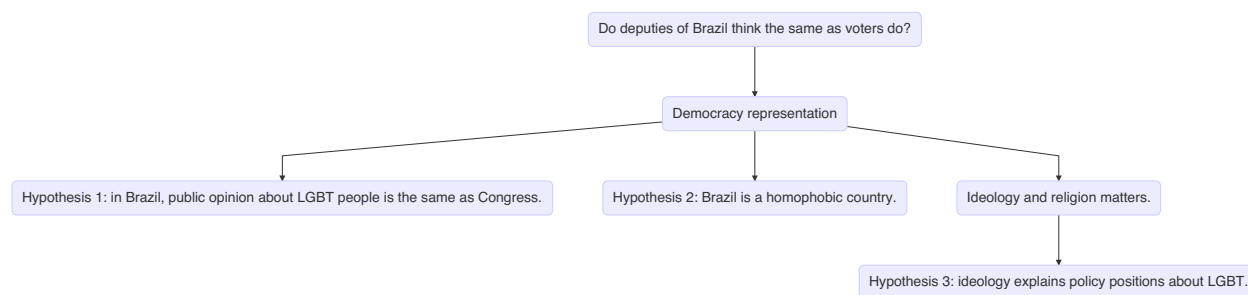 Do deputies of Brazil think the same as voters do?
Democracy representation
Hypothesis 1: in Brazil, public opinion about LGBT people is the same as Congress.
Hypothesis 2: Brazil is a homophobic country.
Ideology and religion matters.
Hypothesis 3: ideology explains policy positions about LGBT.